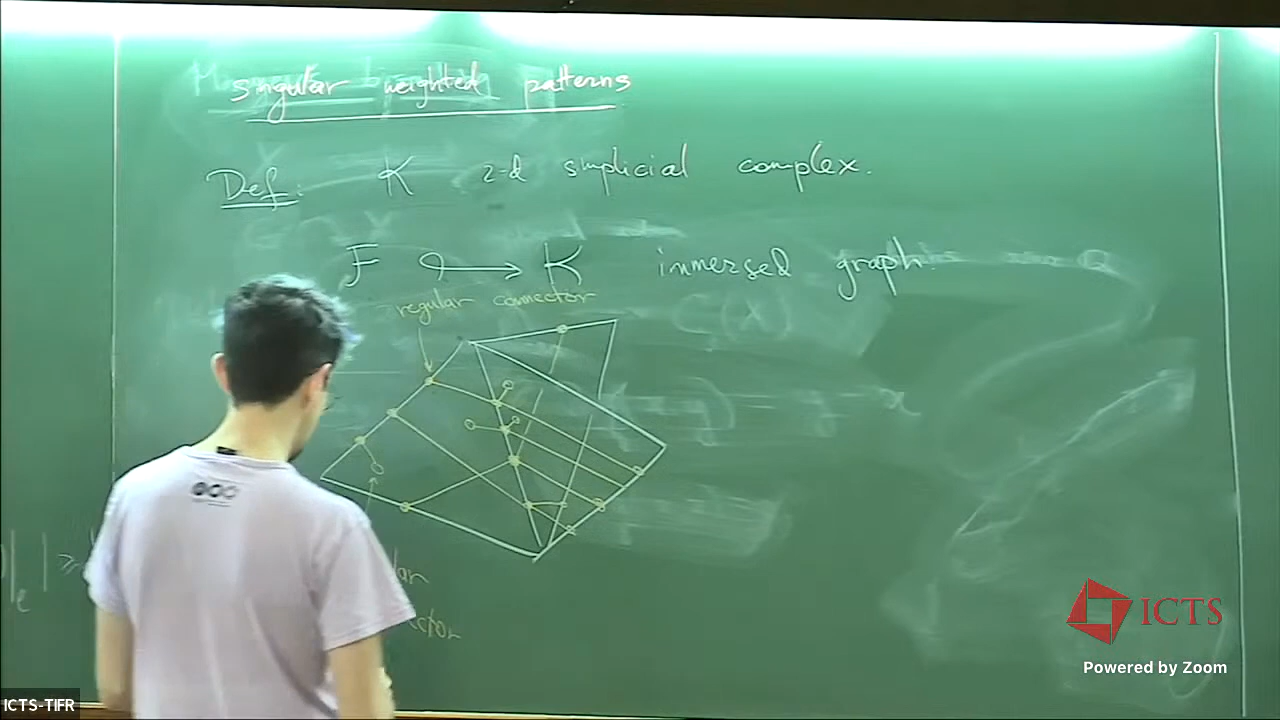 singular weighted patterns
Def: K 2-d simplicial complex.
F ↪ K immersed graph.
regular connector
ICTS
Powered by Zoom
ICTS-TIFR